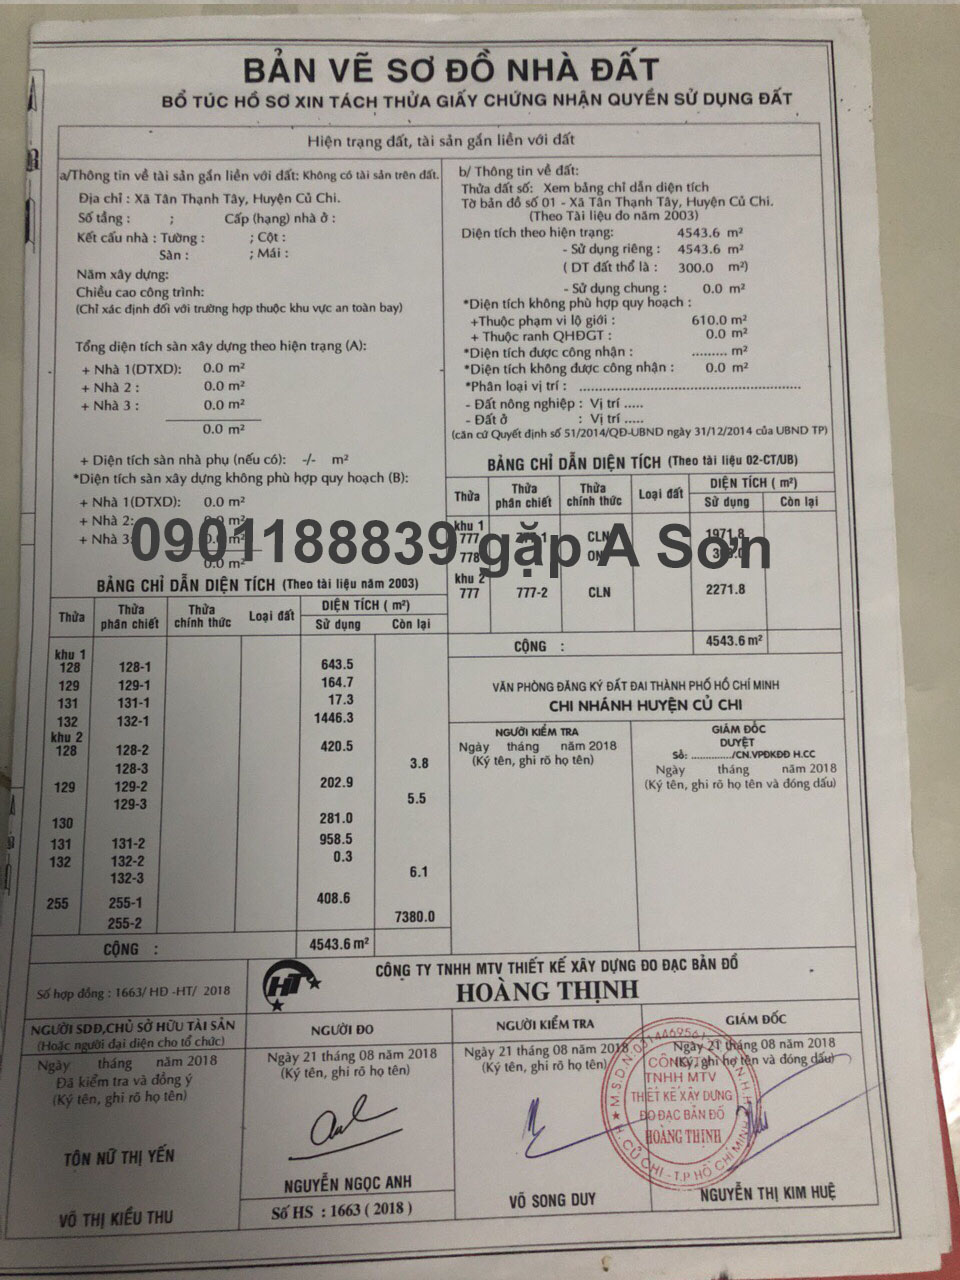 BẢN VẼ SƠ ĐỒ NHÀ ĐẤT
BỔ TÚC HỒ SƠ XIN TÁCH THỬA GIẤY CHỨNG NHẬN QUYỀN SỬ DỤNG ĐẤT
Hiện trạng đất, tài sản gắn liền với đất
a/Thông tin về tài sản gắn liền với đất: Không có tài sản trên đất.
Địa chỉ : Xã Tân Thạnh Tây, Huyện Củ Chi.
Số tầng : ; Cấp (hạng) nhà ở :
Kết cấu nhà : Tường : ; Cột :
Sàn : ; Mái :
Năm xây dựng:
Chiều cao công trình:
(Chỉ xác định đối với trường hợp thuộc khu vực an toàn bay)
Tổng diện tích sàn xây dựng theo hiện trạng (A):
+ Nhà 1(DTXD): 0.0 m²
+ Nhà 2 : 0.0 m²
+ Nhà 3 : 0.0 m²
0.0 m²
+ Diện tích sàn nhà phụ (nếu có): -/- m²
*Diện tích sàn xây dựng không phù hợp quy hoạch (B):
+ Nhà 1(DTXD): 0.0 m²
+ Nhà 2: 0.0 m²
+ Nhà 3: 0.0 m²
0.0 m²
b/ Thông tin về đất:
Thửa đất số: Xem bảng chỉ dẫn diện tích
Tờ bản đồ số 01 - Xã Tân Thạnh Tây, Huyện Củ Chi.
(Theo Tài liệu đo năm 2003)
Diện tích theo hiện trạng: 4543.6 m²
- Sử dụng riêng : 4543.6 m²
( DT đất thổ là : 300.0 m²)
- Sử dụng chung : 0.0 m²
*Diện tích không phù hợp quy hoạch :
+Thuộc phạm vi lộ giới : 610.0 m²
+ Thuộc ranh QHĐGT : 0.0 m²
*Diện tích được công nhận : ......... m²
*Diện tích không được công nhận : 0.0 m²
*Phân loại vị trí : ........................................................
- Đất nông nghiệp : Vị trí .....
- Đất ở : Vị trí .....
(căn cứ Quyết định số 51/2014/QĐ-UBND ngày 31/12/2014 của UBND TP)
BẢNG CHỈ DẪN DIỆN TÍCH (Theo tài liệu 02-CT/UB)
Thửa Thửa phân chiết Thửa chính thức Loại đất DIỆN TÍCH ( m²)
Sử dụng Còn lại
khu 1
777 CLN 1971.8
778
khu 2
777 777-2 CLN 2271.8
CỘNG : 4543.6 m²
0901188839 gặp A Sơn
BẢNG CHỈ DẪN DIỆN TÍCH (Theo tài liệu năm 2003)
Thửa Thửa phân chiết Thửa chính thức Loại đất DIỆN TÍCH ( m²)
Sử dụng Còn lại
khu 1
128 128-1 643.5
129 129-1 164.7
131 131-1 17.3
132 132-1 1446.3
khu 2
128 128-2 420.5
128-3 3.8
129 129-2 202.9
129-3 5.5
130 281.0
131 131-2 958.5
132 132-2 0.3
132-3 6.1
255 255-1 408.6
255-2 7380.0
CỘNG : 4543.6 m²
VĂN PHÒNG ĐĂNG KÝ ĐẤT ĐAI THÀNH PHỐ HỒ CHÍ MINH
CHI NHÁNH HUYỆN CỦ CHI
NGƯỜI KIỂM TRA
Ngày tháng năm 2018
(Ký tên, ghi rõ họ tên)
GIÁM ĐỐC
DUYỆT
Số: ............./CN.VPĐKĐĐ H.CC
Ngày tháng năm 2018
(Ký tên, ghi rõ họ tên và đóng dấu)
Số hợp đồng : 1663/ HĐ -HT/ 2018
HT
CÔNG TY TNHH MTV THIẾT KẾ XÂY DỰNG ĐO ĐẠC BẢN ĐỒ
HOÀNG THỊNH
NGƯỜI SDĐ,CHỦ SỞ HỮU TÀI SẢN
(Hoặc người đại diện cho tổ chức)
Ngày tháng năm 2018
Đã kiểm tra và đồng ý
(Ký tên, ghi rõ họ tên)
TÔN NỮ THỊ YẾN
VÕ THỊ KIỀU THU
NGƯỜI ĐO
Ngày 21 tháng 08 năm 2018
(Ký tên, ghi rõ họ tên)
NGUYỄN NGỌC ANH
Số HS : 1663 ( 2018 )
NGƯỜI KIỂM TRA
Ngày 21 tháng 08 năm 2018
(Ký tên, ghi rõ họ tên)
VÕ SONG DUY
GIÁM ĐỐC
Ngày 21 tháng 08 năm 2018
(Ký, ghi họ tên và đóng dấu)
CÔNG TY
TNHH MTV
THIẾT KẾ XÂY DỰNG
ĐO ĐẠC BẢN ĐỒ
HOÀNG THỊNH
H. CỦ CHI - T.P HỒ CHÍ MINH
NGUYỄN THỊ KIM HUỆ